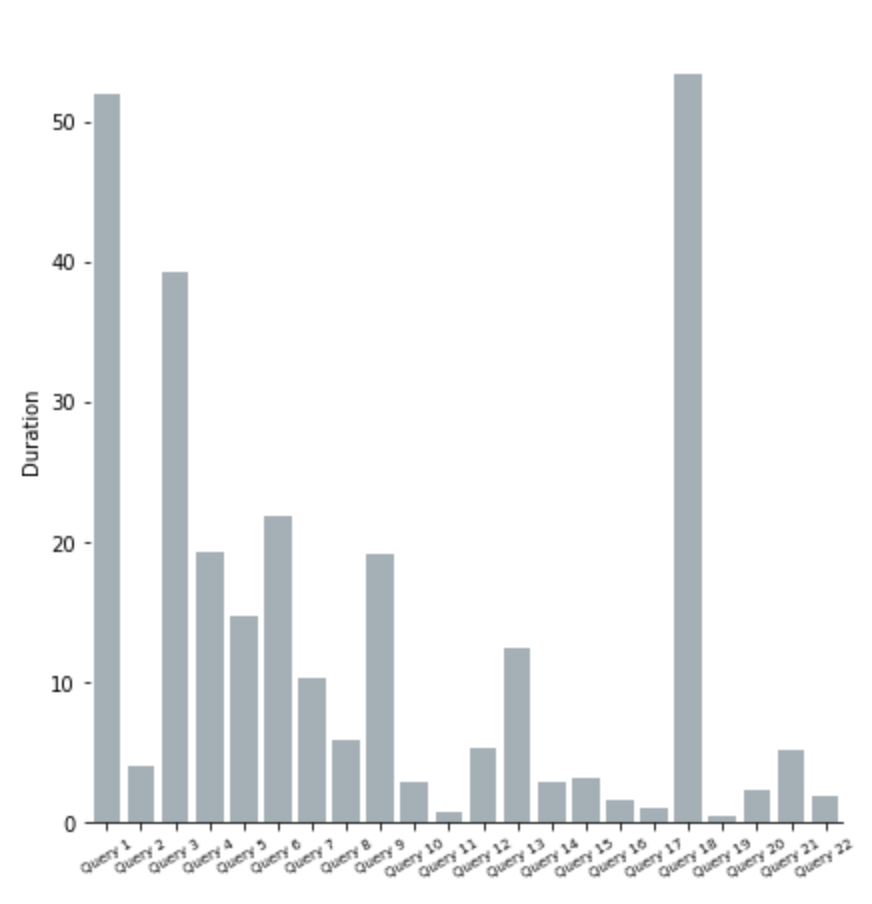 50
40
30
20
10
0
Duration
Query 1
Query 2
Query 3
Query 4
Query 5
Query 6
Query 7
Query 8
Query 9
Query 10
Query 11
Query 12
Query 13
Query 14
Query 15
Query 16
Query 17
Query 18
Query 19
Query 20
Query 21
Query 22